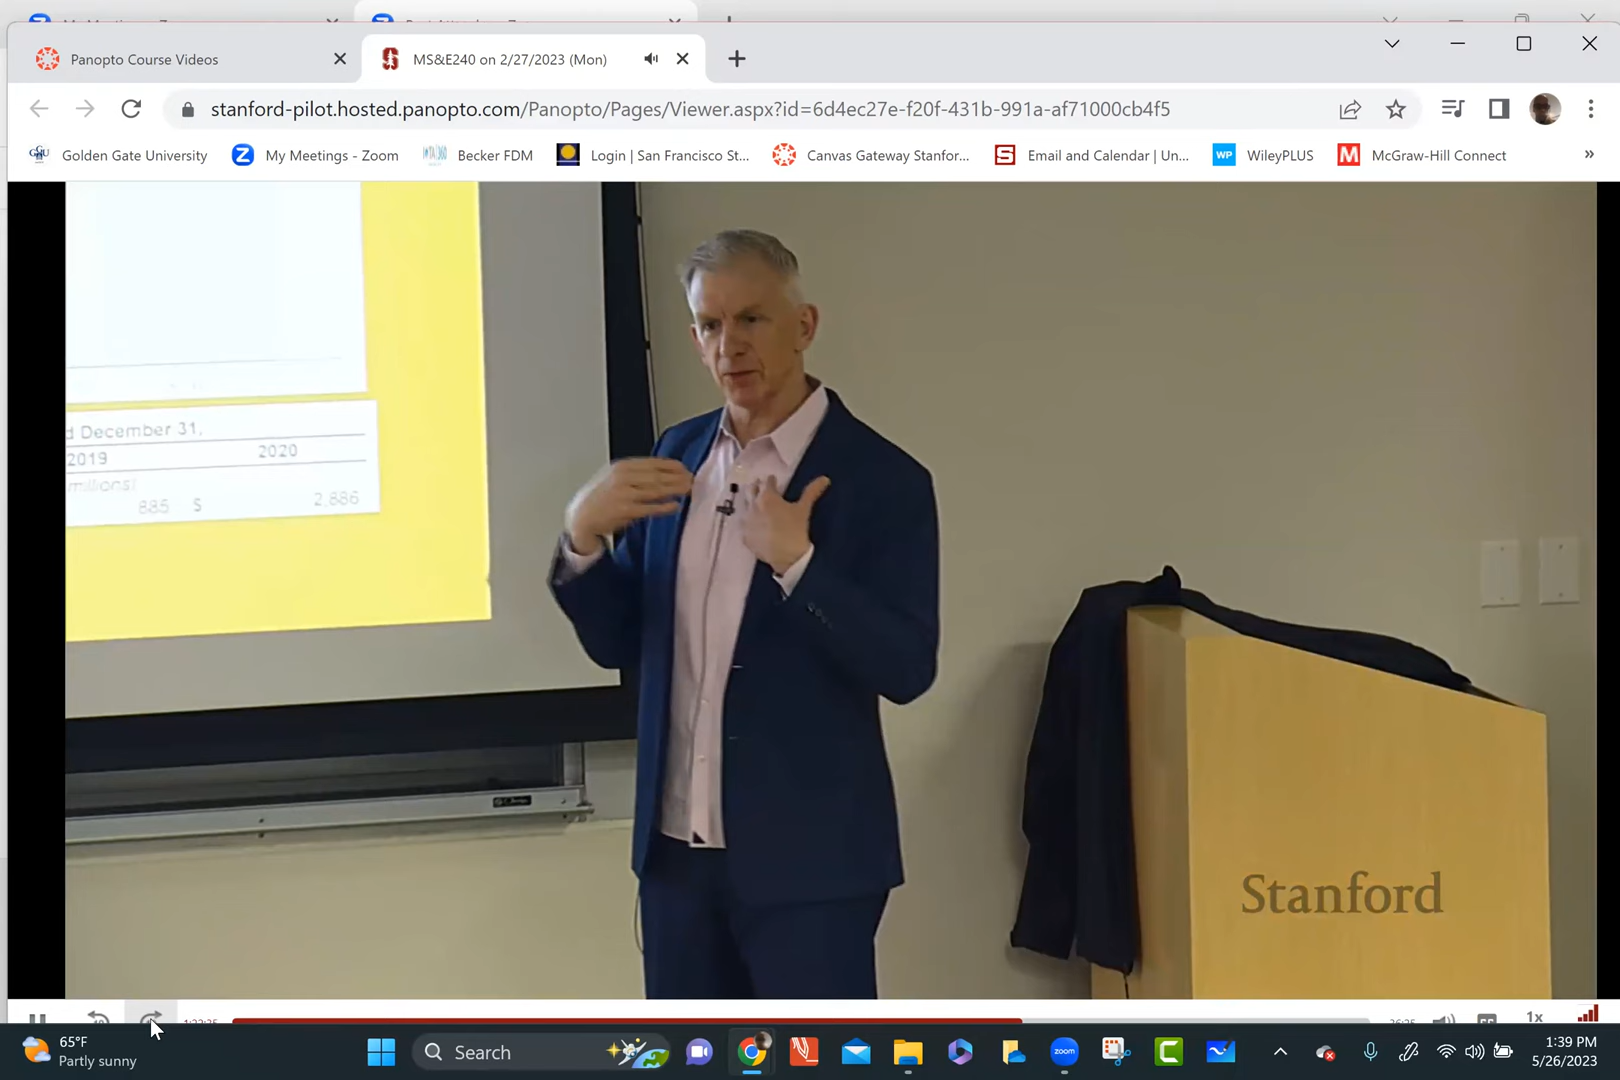 Panopto Course Videos
MS&E240 on 2/27/2023 (Mon)
stanford-pilot.hosted.panopto.com/Panopto/Pages/Viewer.aspx?id=6d4ec27e-f20f-431b-991a-af71000cb4f5
Golden Gate University
My Meetings - Zoom
Becker FDM
Login | San Francisco St...
Canvas Gateway Stanfor...
Email and Calendar | Un...
WP WileyPLUS
M McGraw-Hill Connect
d December 31,
2019 2020
millions)
885 $ 2,886
Stanford
1x
65°F
Partly sunny
Search
zoom
1:39 PM
5/26/2023